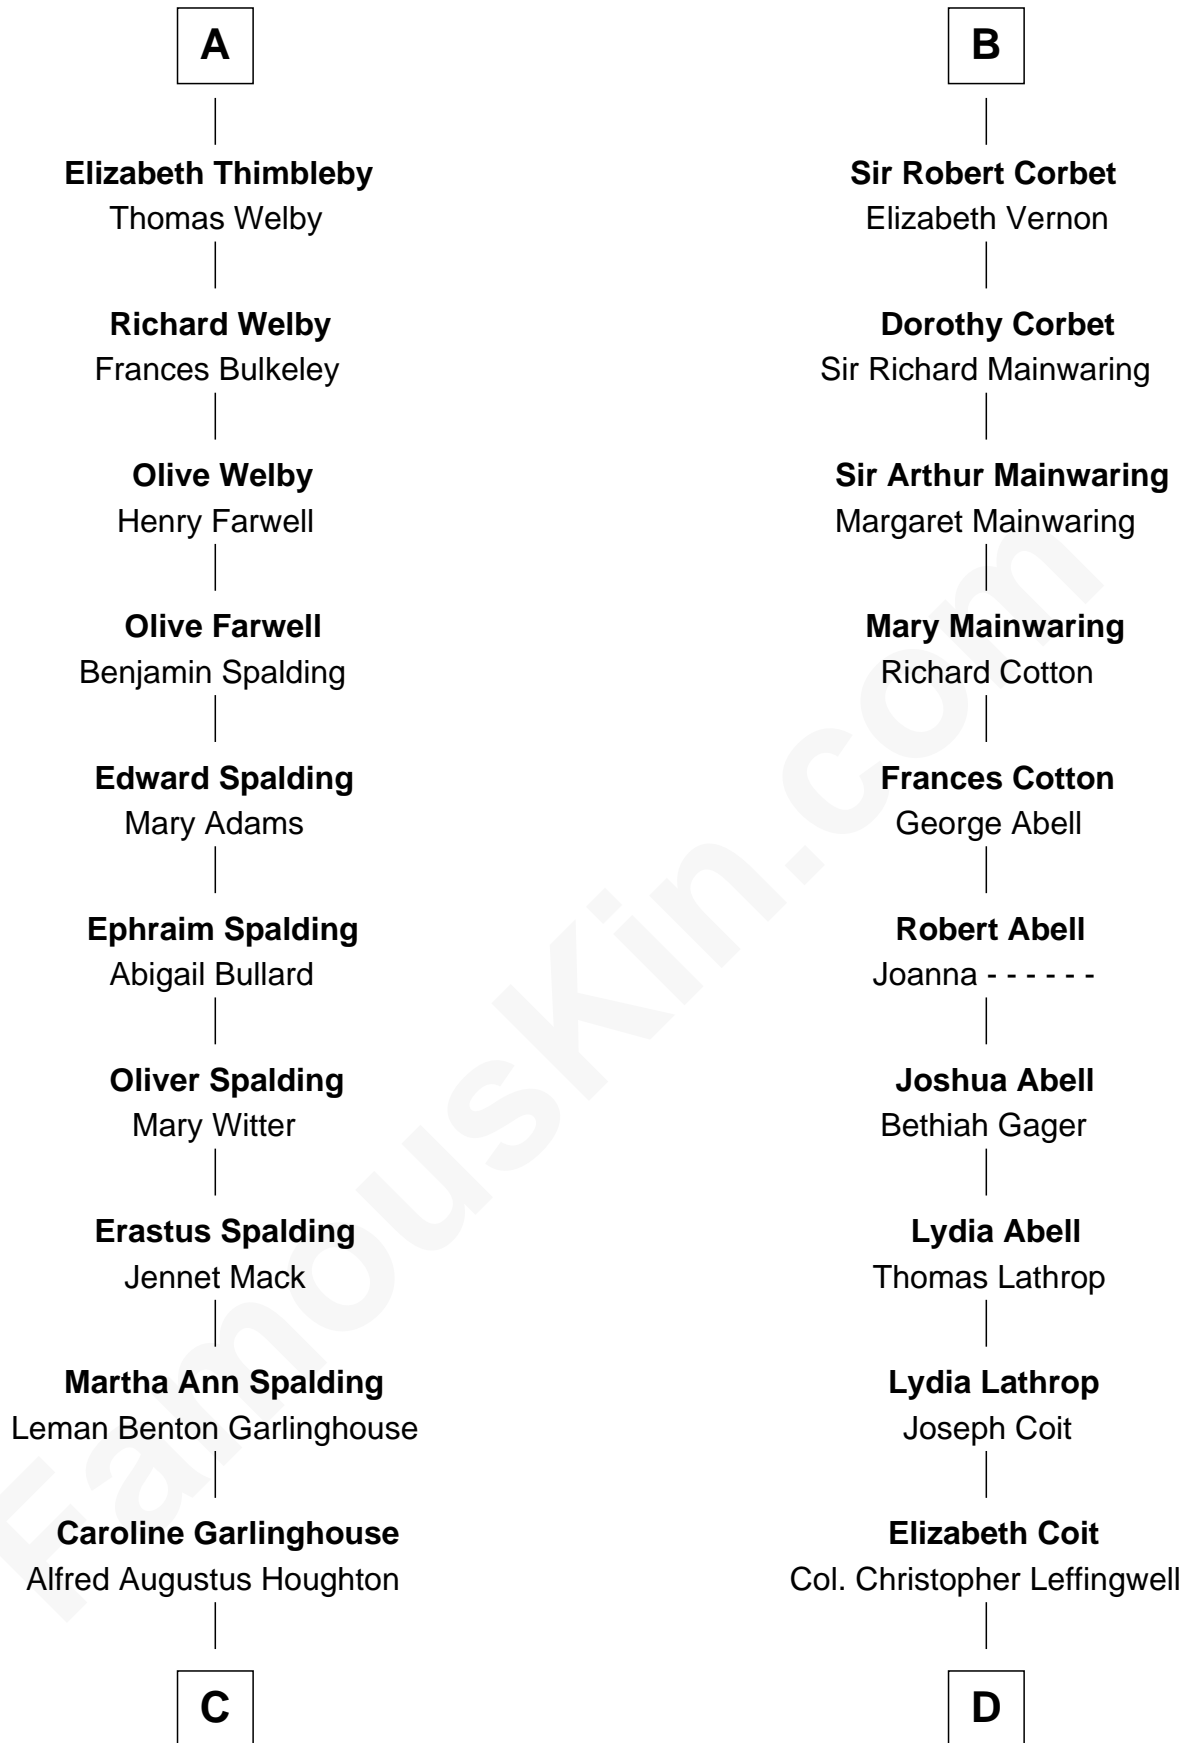 A
Elizabeth Thimbleby
Thomas Welby
Richard Welby
Frances Bulkeley
Olive Welby
Henry Farwell
Olive Farwell
Benjamin Spalding
Edward Spalding
Mary Adams
Ephraim Spalding
Abigail Bullard
Oliver Spalding
Mary Witter
Erastus Spalding
Jennet Mack
Martha Ann Spalding
Leman Benton Garlinghouse
Caroline Garlinghouse
Alfred Augustus Houghton
C
B
Sir Robert Corbet
Elizabeth Vernon
Dorothy Corbet
Sir Richard Mainwaring
Sir Arthur Mainwaring
Margaret Mainwaring
Mary Mainwaring
Richard Cotton
Frances Cotton
George Abell
Robert Abell
Joanna - - - - - -
Joshua Abell
Bethiah Gager
Lydia Abell
Thomas Lathrop
Lydia Lathrop
Joseph Coit
Elizabeth Coit
Col. Christopher Leffingwell
D
FamousKin.com